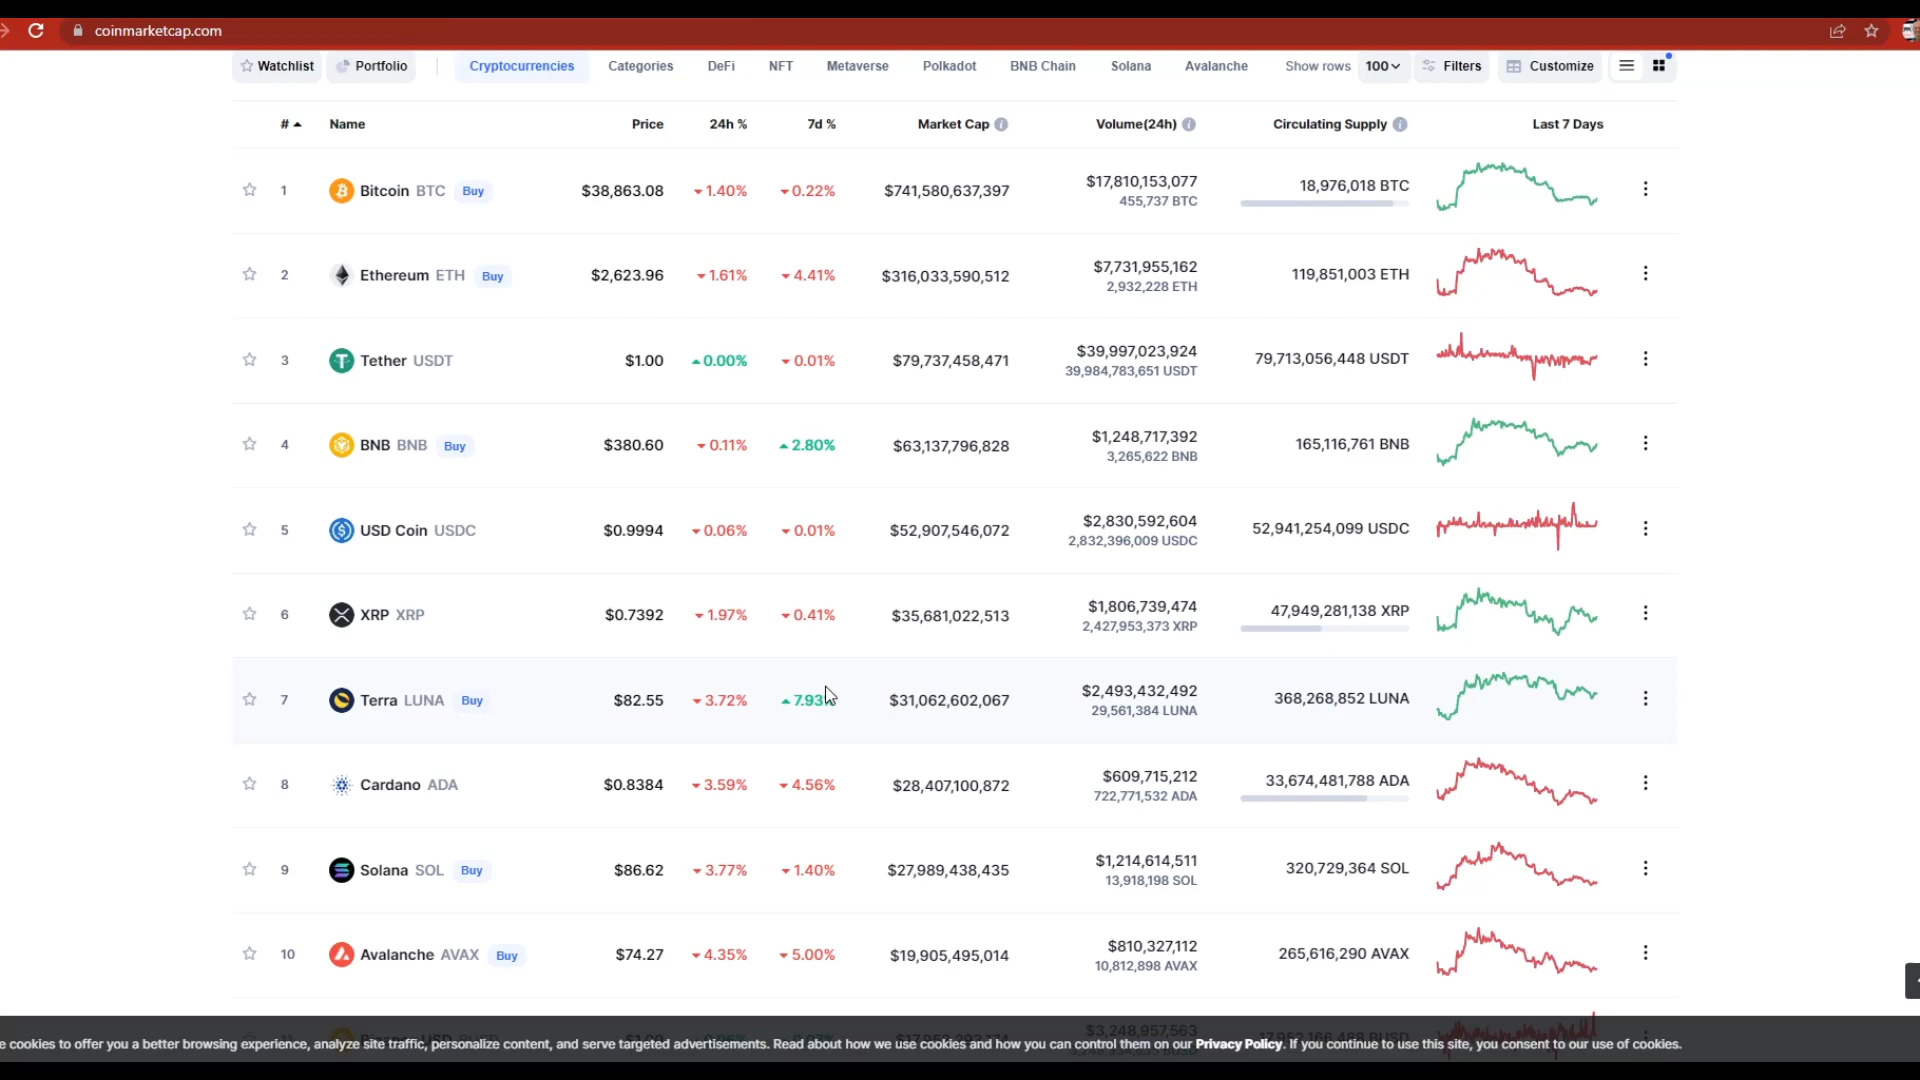 coinmarketcap.com
Watchlist Portfolio Cryptocurrencies Categories DeFi NFT Metaverse Polkadot BNB Chain Solana Avalanche Show rows 100 Filters Customize
# Name Price 24h % 7d % Market Cap Volume(24h) Circulating Supply Last 7 Days
1 Bitcoin BTC Buy $38,863.08 1.40% 0.22% $741,580,637,397 $17,810,153,077 18,976,018 BTC
455,737 BTC
2 Ethereum ETH Buy $2,623.96 1.61% 4.41% $316,033,590,512 $7,731,955,162 119,851,003 ETH
2,932,228 ETH
3 Tether USDT $1.00 0.00% 0.01% $79,737,458,471 $39,997,023,924 79,713,056,448 USDT
39,984,783,651 USDT
4 BNB BNB Buy $380.60 0.11% 2.80% $63,137,796,828 $1,248,717,392 165,116,761 BNB
3,265,622 BNB
5 USD Coin USDC $0.9994 0.06% 0.01% $52,907,546,072 $2,830,592,604 52,941,254,099 USDC
2,832,396,009 USDC
6 XRP XRP $0.7392 1.97% 0.41% $35,681,022,513 $1,806,739,474 47,949,281,138 XRP
2,427,953,373 XRP
7 Terra LUNA Buy $82.55 3.72% 7.93% $31,062,602,067 $2,493,432,492 368,268,852 LUNA
29,561,384 LUNA
8 Cardano ADA $0.8384 3.59% 4.56% $28,407,100,872 $609,715,212 33,674,481,788 ADA
722,771,532 ADA
9 Solana SOL Buy $86.62 3.77% 1.40% $27,989,438,435 $1,214,614,511 320,729,364 SOL
13,918,198 SOL
10 Avalanche AVAX Buy $74.27 4.35% 5.00% $19,905,495,014 $810,327,112 265,616,290 AVAX
10,812,898 AVAX
$3,248,957,563
e cookies to offer you a better browsing experience, analyze site traffic, personalize content, and serve targeted advertisements. Read about how we use cookies and how you can control them on our Privacy Policy. If you continue to use this site, you consent to our use of cookies.